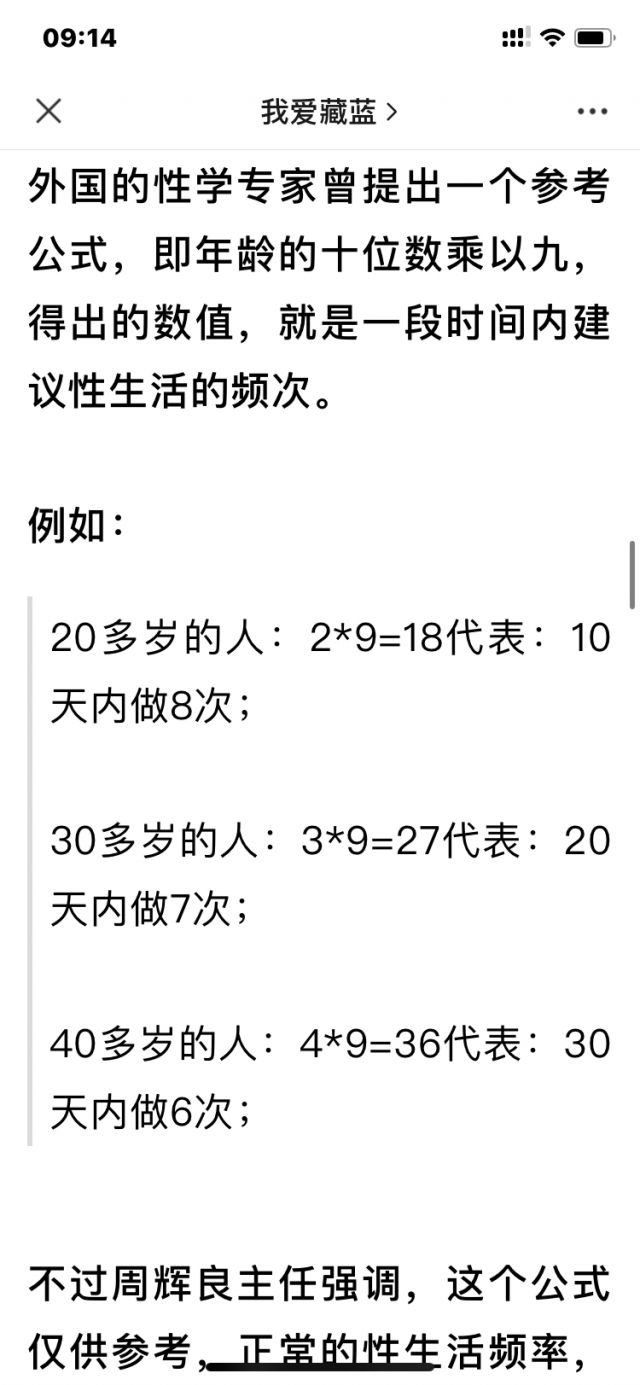 09:14
我爱藏蓝
外国的性学专家曾提出一个参考
公式，即年龄的十位数乘以九，
得出的数值，就是一段时间内建
议性生活的频次。
例如：
20多岁的人：2*9=18代表：10
天内做8次；
30多岁的人：3*9=27代表：20
天内做7次；
40多岁的人：4*9=36代表：30
天内做6次；
不过周辉良主任强调，这个公式
仅供参考，正常的性生活频率，